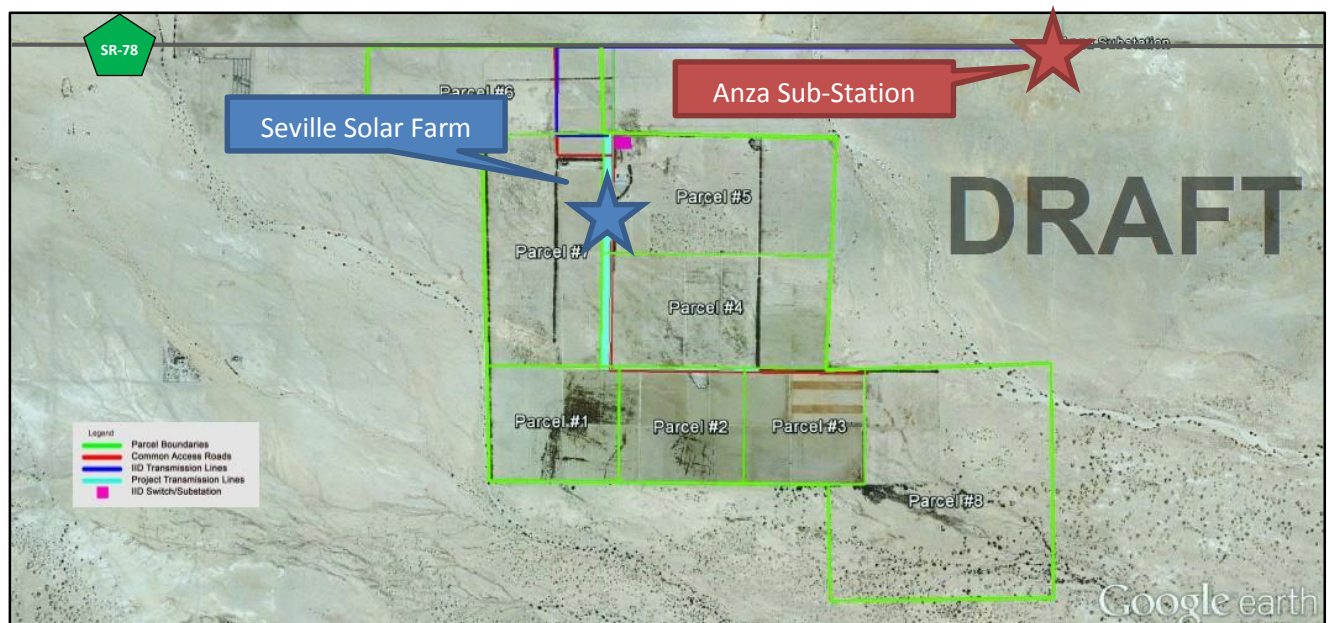 SR-78
Anza Substation
Parcel #6
Anza Sub-Station
Seville Solar Farm
DRAFT
Parcel #5
Parcel #7
Parcel #4
Parcel #1
Parcel #2
Parcel #3
Parcel #8
Legend
Parcel Boundaries
Common Access Roads
IID Transmission Lines
Project Transmission Lines
IID Switch/Substation
Google earth